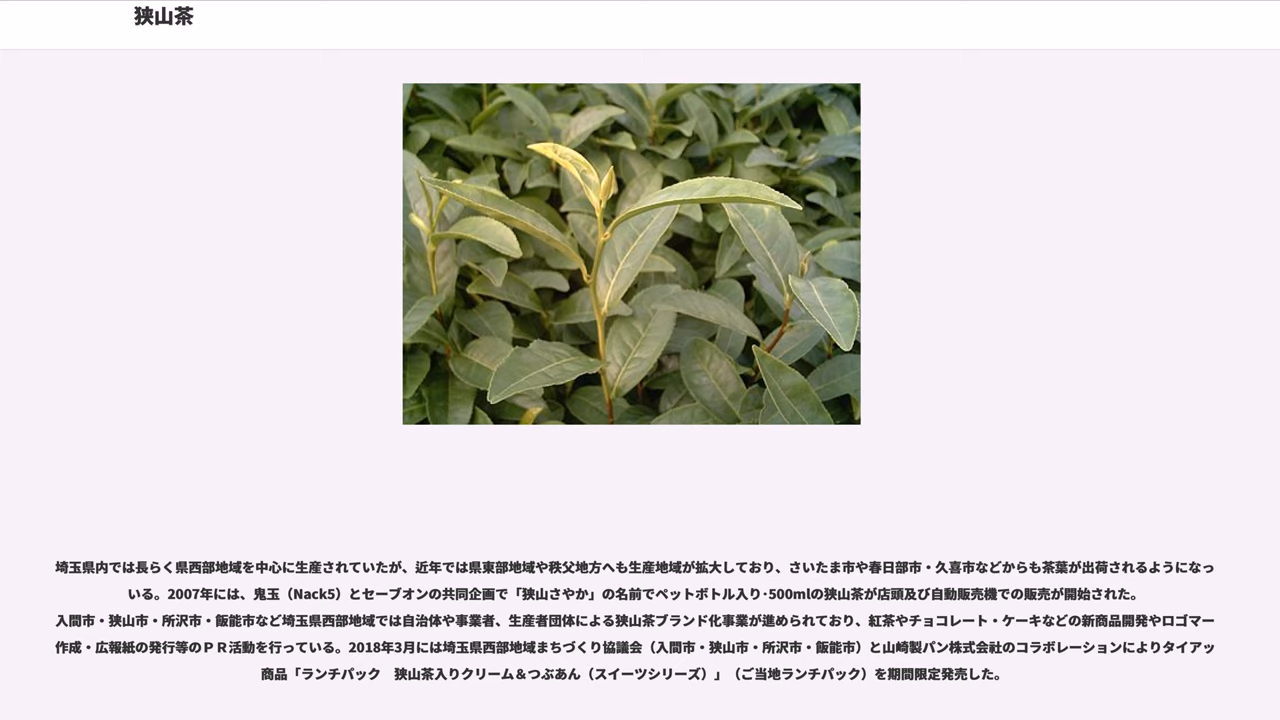 狭山茶
埼玉県内では長らく県西部地域を中心に生産されていたが、近年では県東部地域や秩父地方へも生産地域が拡大しており、さいたま市や春日部市・久喜市などからも茶葉が出荷されるようになっ
いる。2007年には、鬼玉（Nack5）とセーブオンの共同企画で「狭山さやか」の名前でペットボトル入り･500mlの狭山茶が店頭及び自動販売機での販売が開始された。
入間市・狭山市・所沢市・飯能市など埼玉県西部地域では自治体や事業者、生産者団体による狭山茶ブランド化事業が進められており、紅茶やチョコレート・ケーキなどの新商品開発やロゴマー
作成・広報紙の発行等のＰＲ活動を行っている。2018年3月には埼玉県西部地域まちづくり協議会（入間市・狭山市・所沢市・飯能市）と山崎製パン株式会社のコラボレーションによりタイアッ
商品「ランチパック　狭山茶入りクリーム＆つぶあん（スイーツシリーズ）」（ご当地ランチパック）を期間限定発売した。